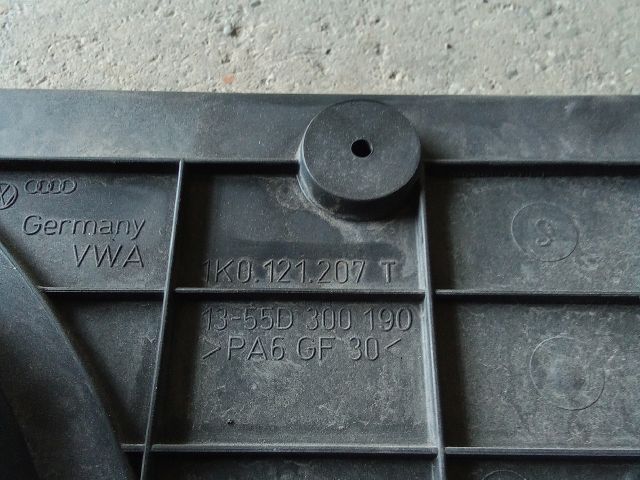 Germany
VWA
1K0.121.207 T
13-55D 300 190
>PA6 GF 30<